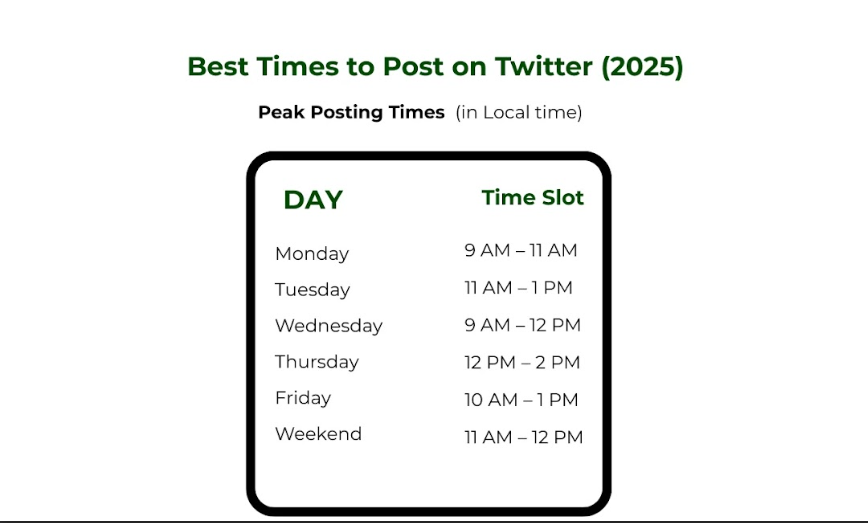 Best Times to Post on Twitter (2025)
Peak Posting Times (in Local time)
DAY Time Slot
Monday 9 AM – 11 AM
Tuesday 11 AM – 1 PM
Wednesday 9 AM – 12 PM
Thursday 12 PM – 2 PM
Friday 10 AM – 1 PM
Weekend 11 AM – 12 PM